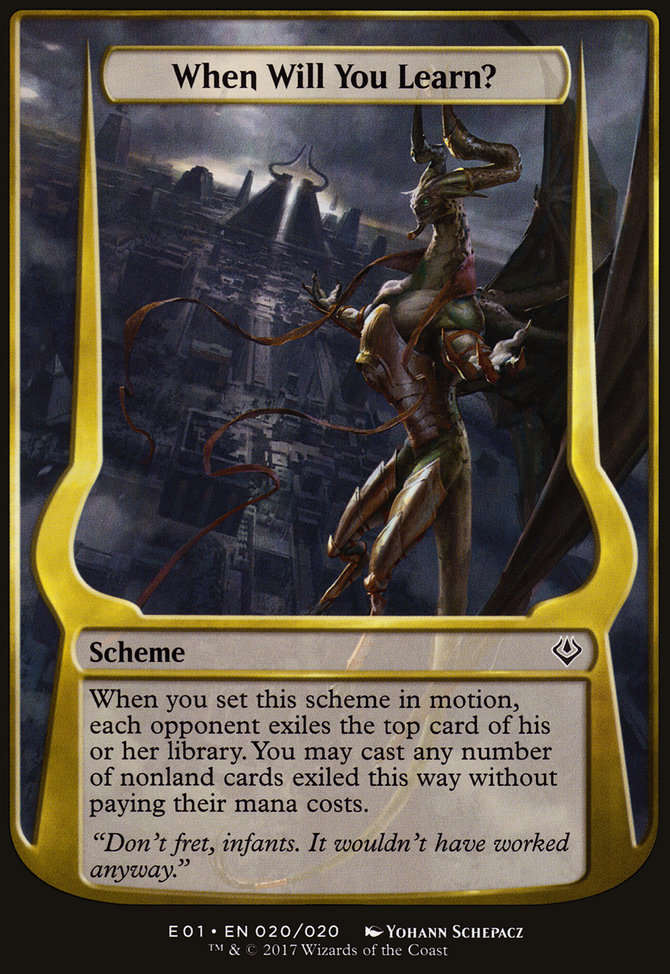 When Will You Learn?
Scheme
When you set this scheme in motion,
each opponent exiles the top card of his
or her library. You may cast any number
of nonland cards exiled this way without
paying their mana costs.
“Don’t fret, infants. It wouldn’t have worked
anyway.”
E01 • EN 020/020 Yohann Schepacz
™ & © 2017 Wizards of the Coast